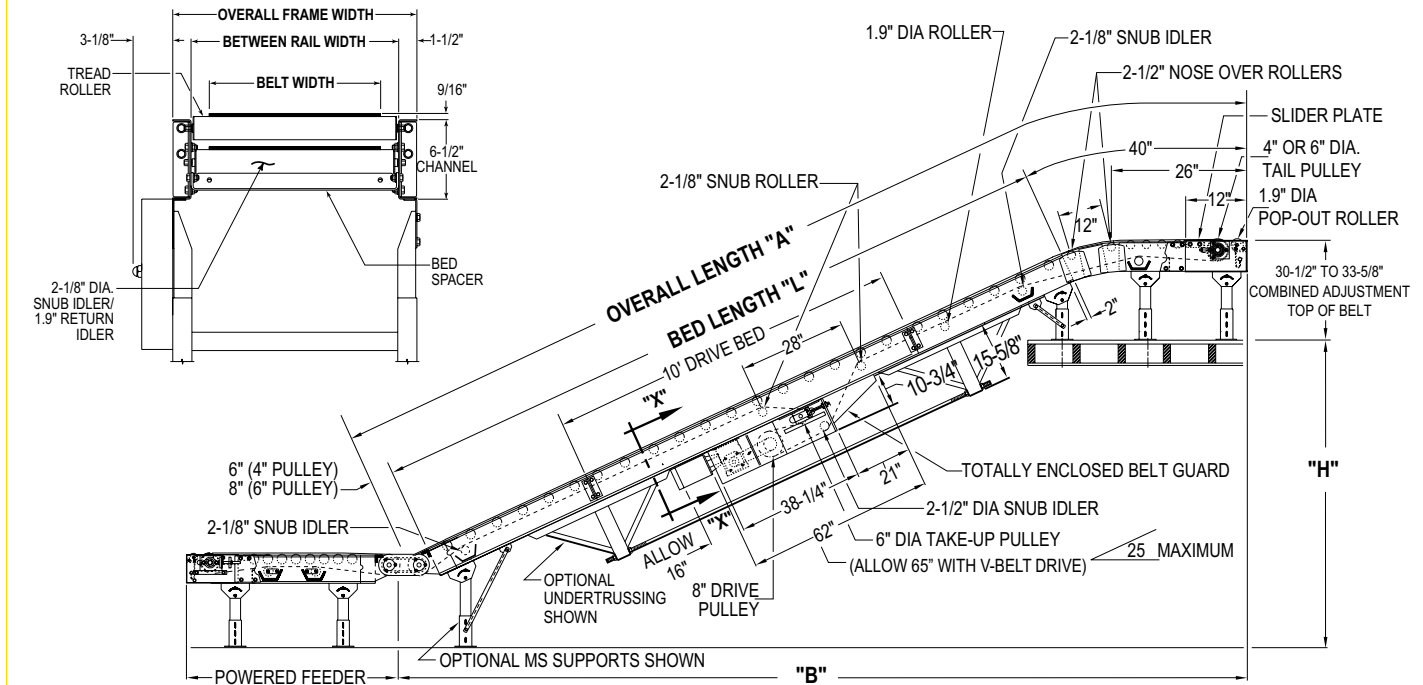 OVERALL FRAME WIDTH
3-1/8"
BETWEEN RAIL WIDTH
1-1/2"
TREAD
ROLLER
BELT WIDTH
9/16"
6-1/2"
CHANNEL
BED
SPACER
2-1/8" DIA.
SNUB IDLER/
1.9" RETURN
IDLER
1.9" DIA ROLLER
2-1/8" SNUB IDLER
2-1/2" NOSE OVER ROLLERS
SLIDER PLATE
4" OR 6" DIA.
TAIL PULLEY
1.9" DIA
POP-OUT ROLLER
40"
26"
12"
12"
2"
2-1/8" SNUB ROLLER
OVERALL LENGTH "A"
BED LENGTH "L"
10' DRIVE BED
28"
"X"
30-1/2" TO 33-5/8"
COMBINED ADJUSTMENT
TOP OF BELT
15-5/8"
10-3/4"
6" (4" PULLEY)
8" (6" PULLEY)
2-1/8" SNUB IDLER
TOTALLY ENCLOSED BELT GUARD
21"
38-1/4"
62"
"X"
ALLOW
16"
2-1/2" DIA SNUB IDLER
6" DIA TAKE-UP PULLEY
(ALLOW 65" WITH V-BELT DRIVE)
25 MAXIMUM
8" DRIVE
PULLEY
OPTIONAL
UNDERTRUSSING
SHOWN
OPTIONAL MS SUPPORTS SHOWN
POWERED FEEDER
"B"
"H"